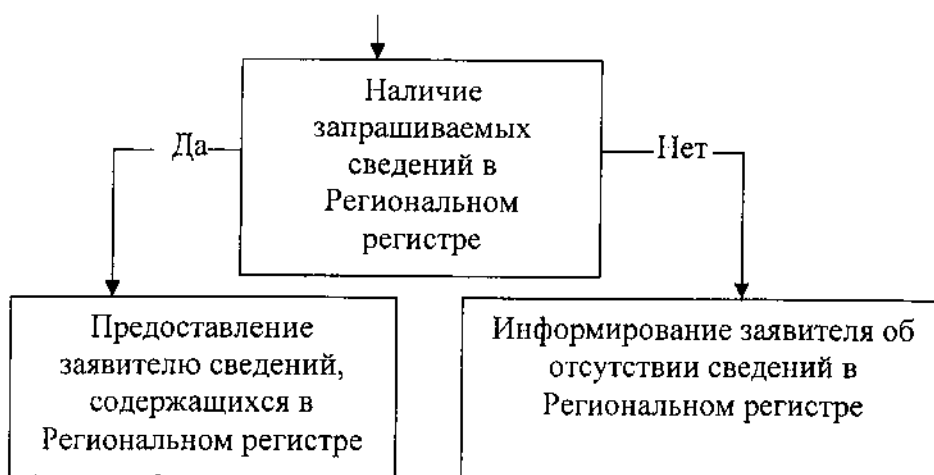 Наличие
запрашиваемых
сведений в
Региональном
регистре
Да
Нет
Предоставление
заявителю сведений,
содержащихся в
Региональном регистре
Информирование заявителя об
отсутствии сведений в
Региональном регистре